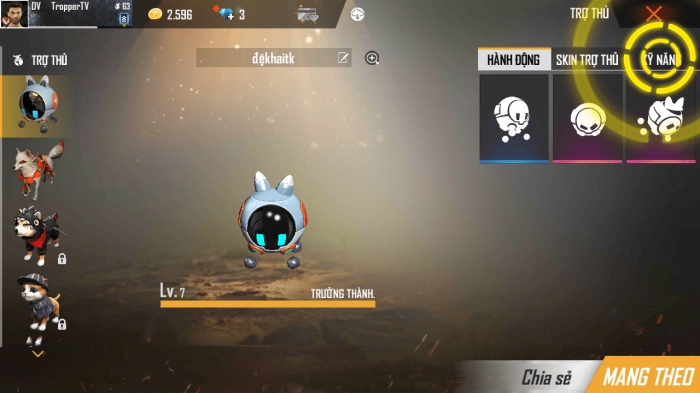 DV TropperTV 63
2.596
3
TRỢ THỦ
TRỢ THỦ
đệkhaitk
HÀNH ĐỘNG
SKIN TRỢ THỦ
KỸ NĂNG
Lv. 7
TRƯỞNG THÀNH.
Chia sẻ
MANG THEO